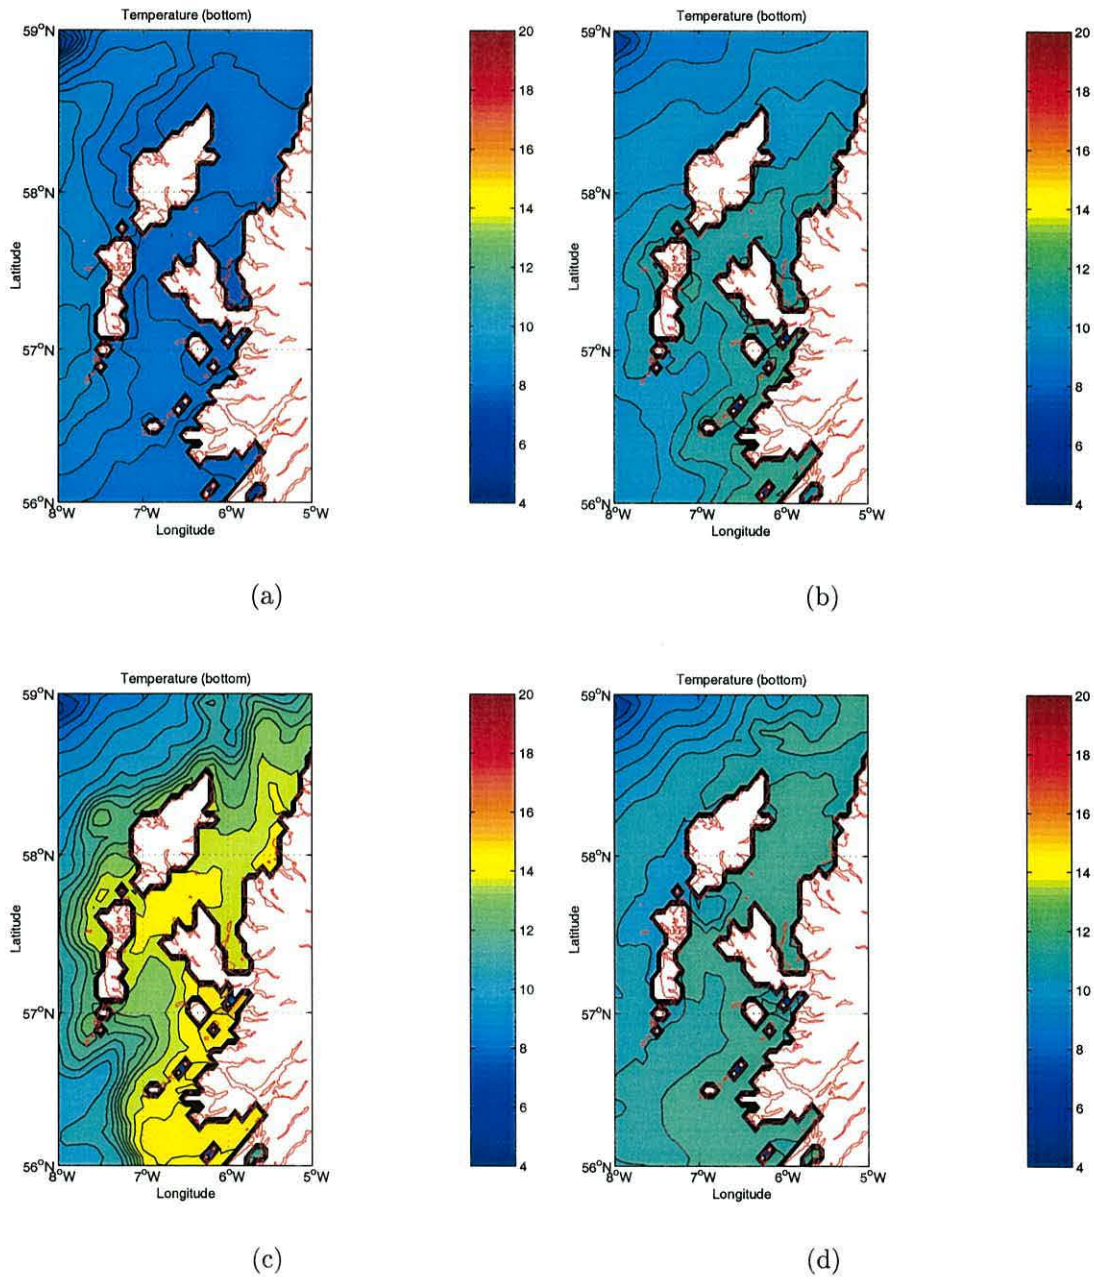 Temperature (bottom)
59°N
58°N
57°N
56°N
Latitude
8°W
7°W
6°W
5°W
Longitude
20
18
16
14
12
10
8
6
4
(a)
Temperature (bottom)
59°N
58°N
57°N
56°N
Latitude
8°W
7°W
6°W
5°W
Longitude
20
18
16
14
12
10
8
6
4
(b)
Temperature (bottom)
59°N
58°N
57°N
56°N
Latitude
8°W
7°W
6°W
5°W
Longitude
20
18
16
14
12
10
8
6
4
(c)
Temperature (bottom)
59°N
58°N
57°N
56°N
Latitude
8°W
7°W
6°W
5°W
Longitude
20
18
16
14
12
10
8
6
4
(d)